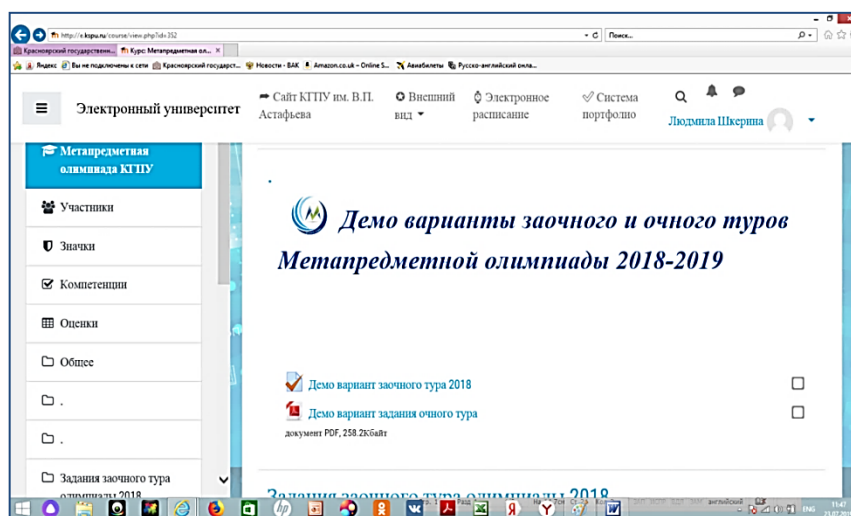 http://e.kspu.ru/course/view.php?id=352
Поиск...
Красноярский государственн...
Курс: Метапредметная ол...
Яндекс Вы не подключены к сети Красноярский государст... Новости - ВАК Amazon.co.uk – Online S... Авиабилеты Русско-английский онла...
Электронный университет
Сайт КГПУ им. В.П. Астафьева
Внешний вид
Электронное расписание
Система портфолио
Людмила Шкерина
Метапредметная
олимпиада КГПУ
Участники
Значки
Компетенции
Оценки
Общее
.
.
Задания заочного тура
олимпиады 2018
.
Демо варианты заочного и очного туров
Метапредметной олимпиады 2018-2019
Демо вариант заочного тура 2018
Демо вариант задания очного тура
документ PDF, 258.2Кбайт
Задания заочного тура олимпиады 2018
английский
ENG
11:47